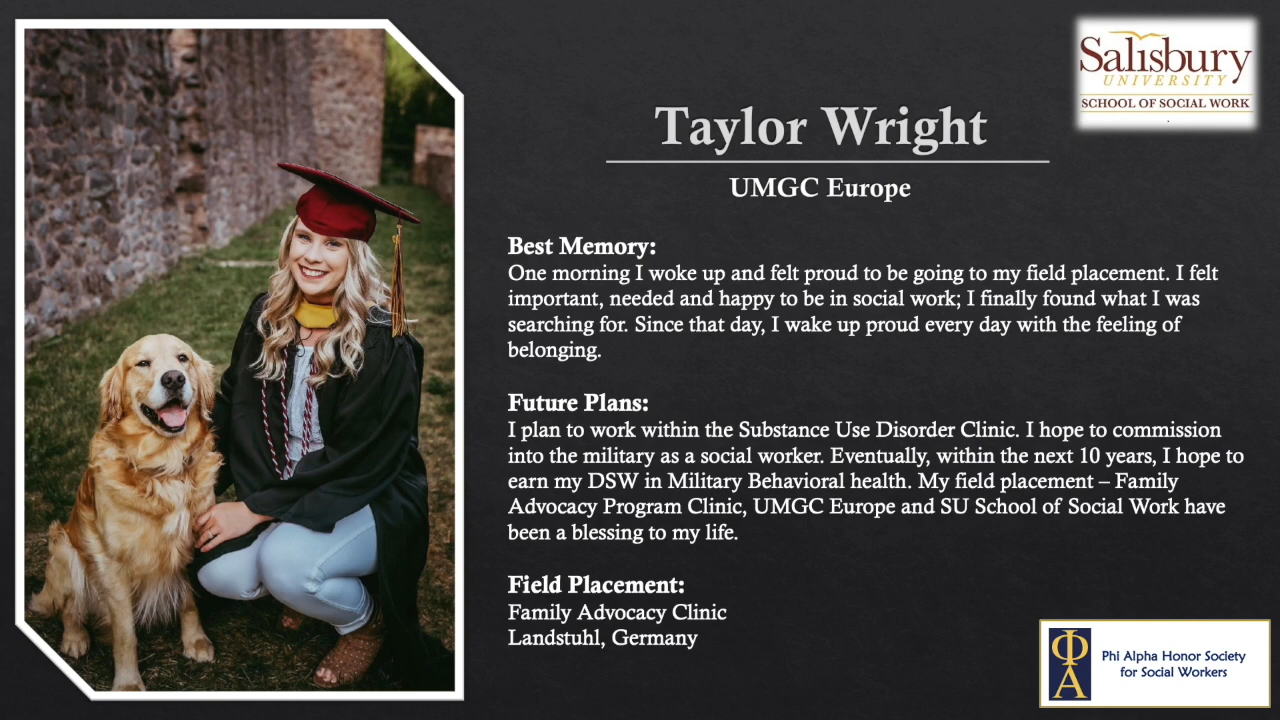 Salisbury
UNIVERSITY
SCHOOL OF SOCIAL WORK
Taylor Wright
UMGC Europe
Best Memory:
One morning I woke up and felt proud to be going to my field placement. I felt
important, needed and happy to be in social work; I finally found what I was
searching for. Since that day, I wake up proud every day with the feeling of
belonging.
Future Plans:
I plan to work within the Substance Use Disorder Clinic. I hope to commission
into the military as a social worker. Eventually, within the next 10 years, I hope to
earn my DSW in Military Behavioral health. My field placement – Family
Advocacy Program Clinic, UMGC Europe and SU School of Social Work have
been a blessing to my life.
Field Placement:
Family Advocacy Clinic
Landstuhl, Germany
ΦΑ
Phi Alpha Honor Society
for Social Workers